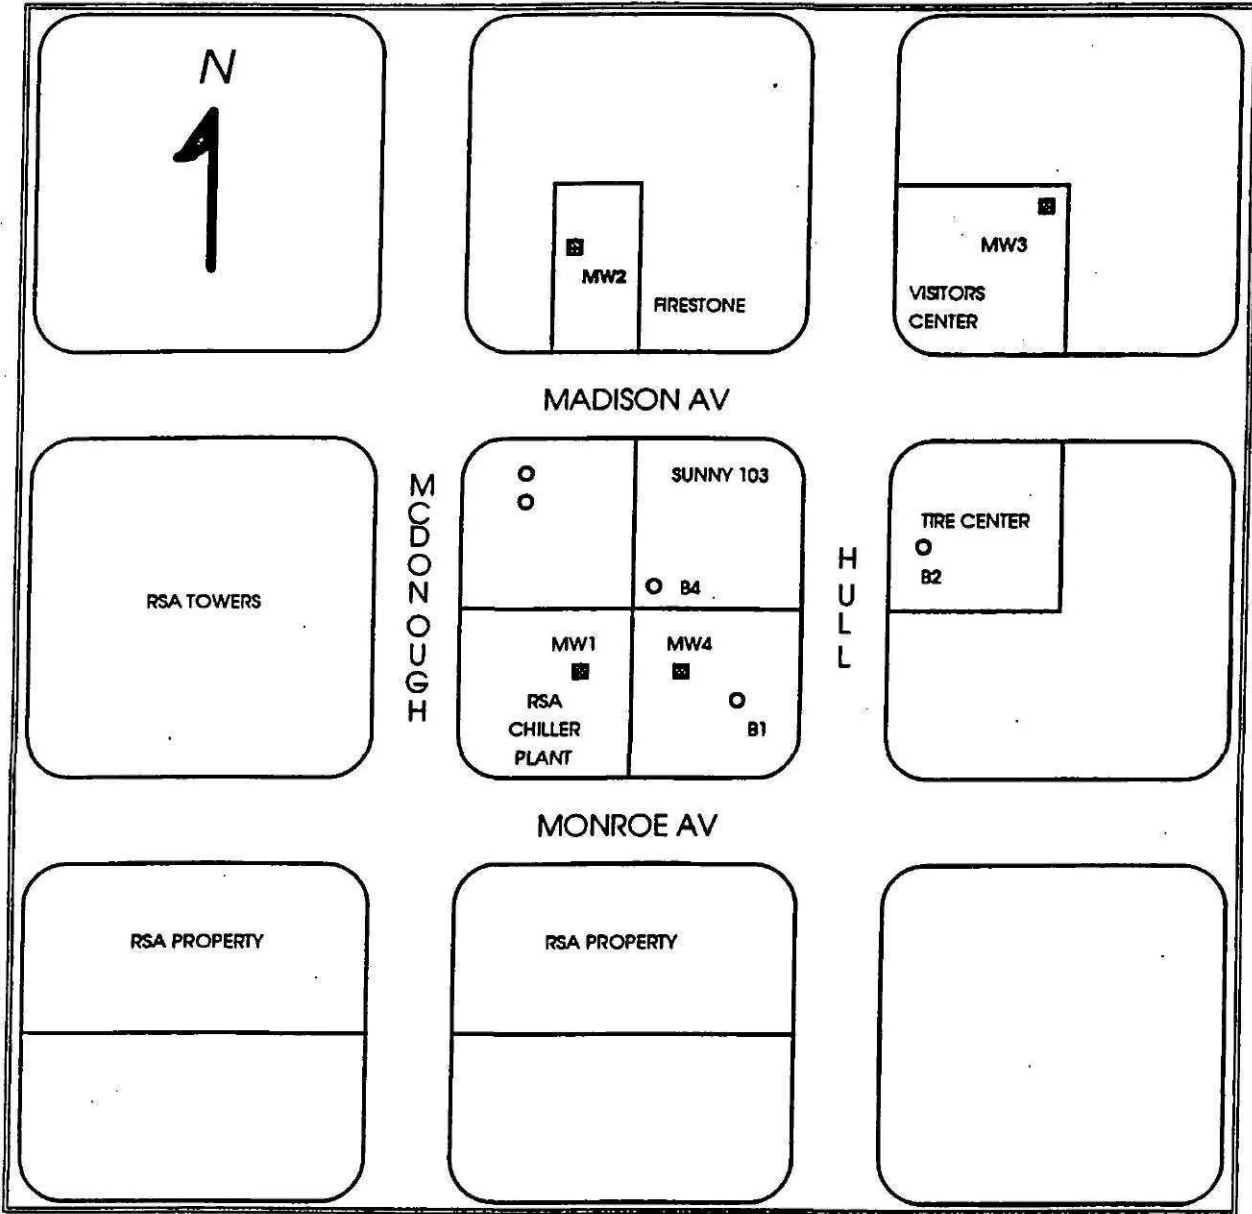 N
MW2
FIRESTONE
MW3
VISITORS
CENTER
MADISON AV
MCDONOUGH
SUNNY 103
TIRE CENTER
B2
HULL
RSA TOWERS
B4
MW1
MW4
RSA
CHILLER
PLANT
B1
MONROE AV
RSA PROPERTY
RSA PROPERTY